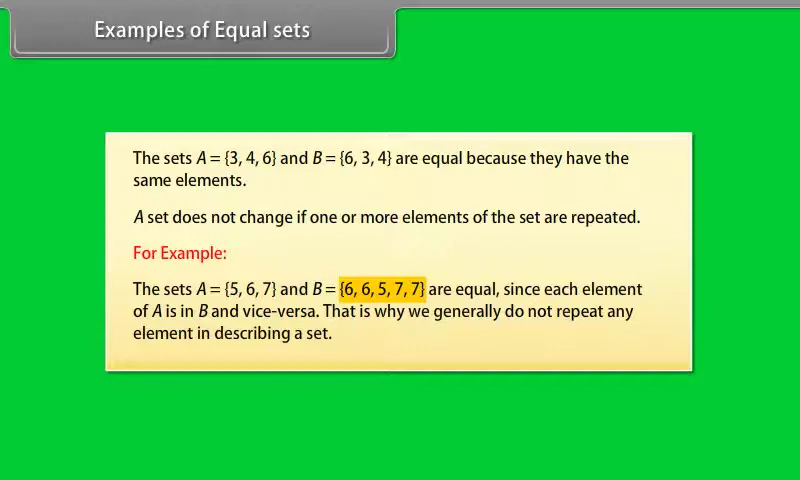 Examples of Equal sets
The sets A = {3, 4, 6} and B = {6, 3, 4} are equal because they have the
same elements.
A set does not change if one or more elements of the set are repeated.
For Example:
The sets A = {5, 6, 7} and B = {6, 6, 5, 7, 7} are equal, since each element
of A is in B and vice-versa. That is why we generally do not repeat any
element in describing a set.